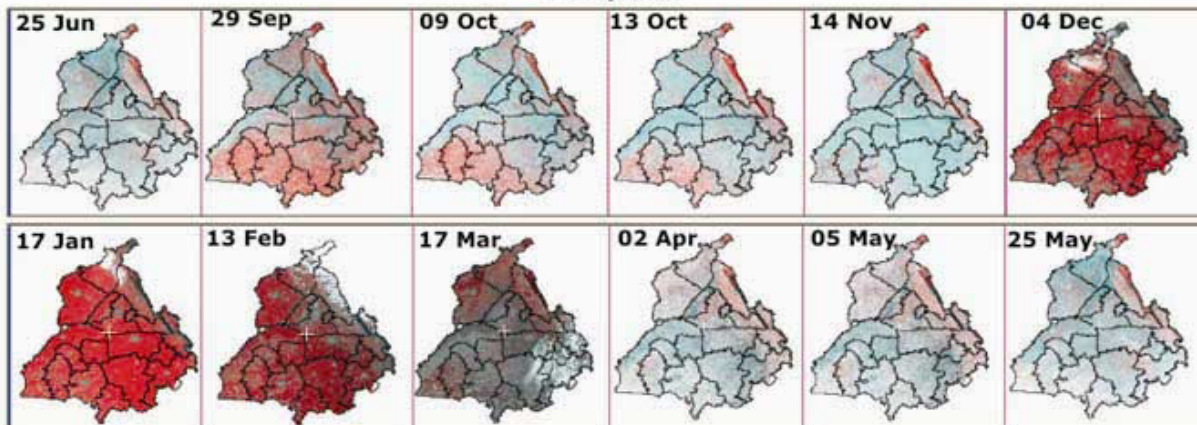 25 Jun
29 Sep
09 Oct
13 Oct
14 Nov
04 Dec
17 Jan
13 Feb
17 Mar
02 Apr
05 May
25 May